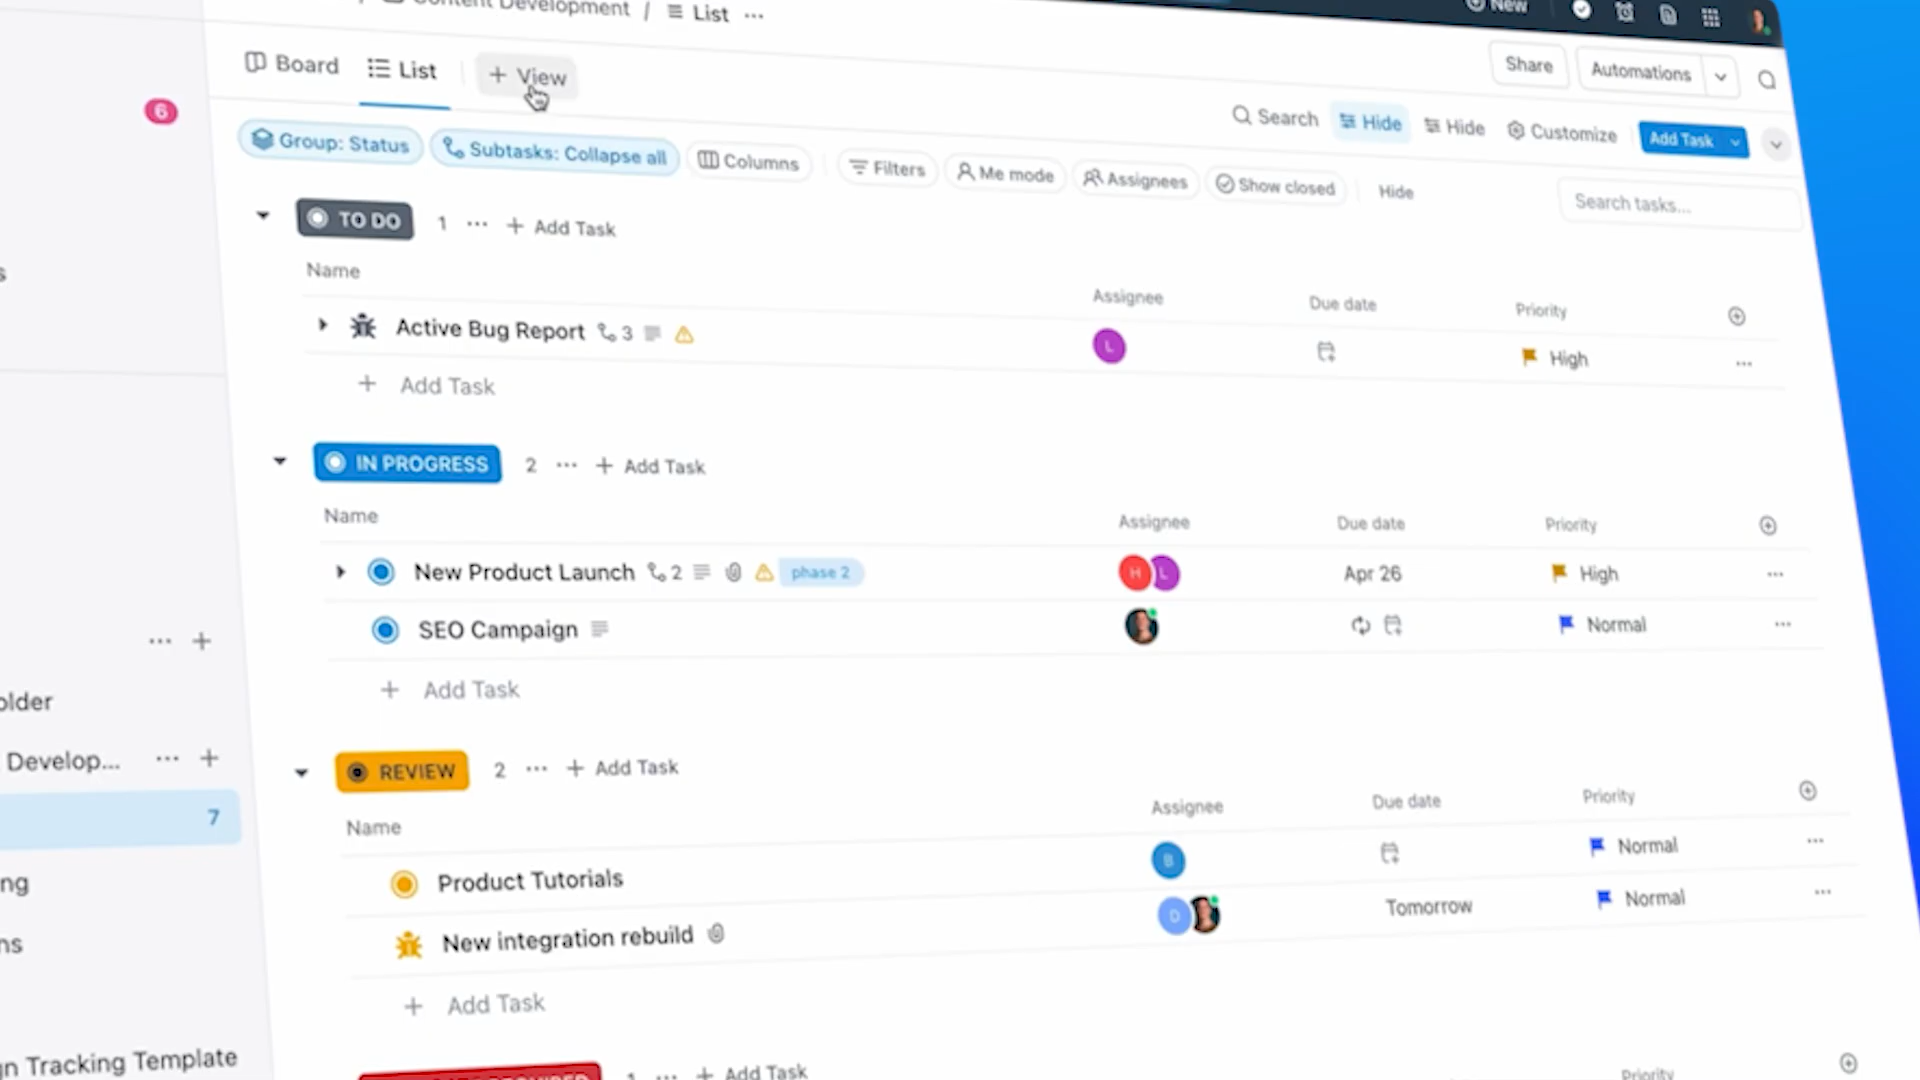 Content Development / List ...
New
Board List + View
Share Automations
6
Search Hide Hide Customize Add Task
Group: Status Subtasks: Collapse all Columns Filters Me mode Assignees Show closed Hide
Search tasks...
TO DO 1 ... + Add Task
Name Assignee Due date Priority
Active Bug Report 3 L High ...
+ Add Task
IN PROGRESS 2 ... + Add Task
Name Assignee Due date Priority
New Product Launch 2 phase 2 H L Apr 26 High ...
SEO Campaign Normal ...
+ Add Task
... +
older
Develop... ... +
7
ng
ns
gn Tracking Template
REVIEW 2 ... + Add Task
Name Assignee Due date Priority
Product Tutorials B Normal ...
New integration rebuild D Tomorrow Normal ...
+ Add Task
1 ... + Add Task
Priority